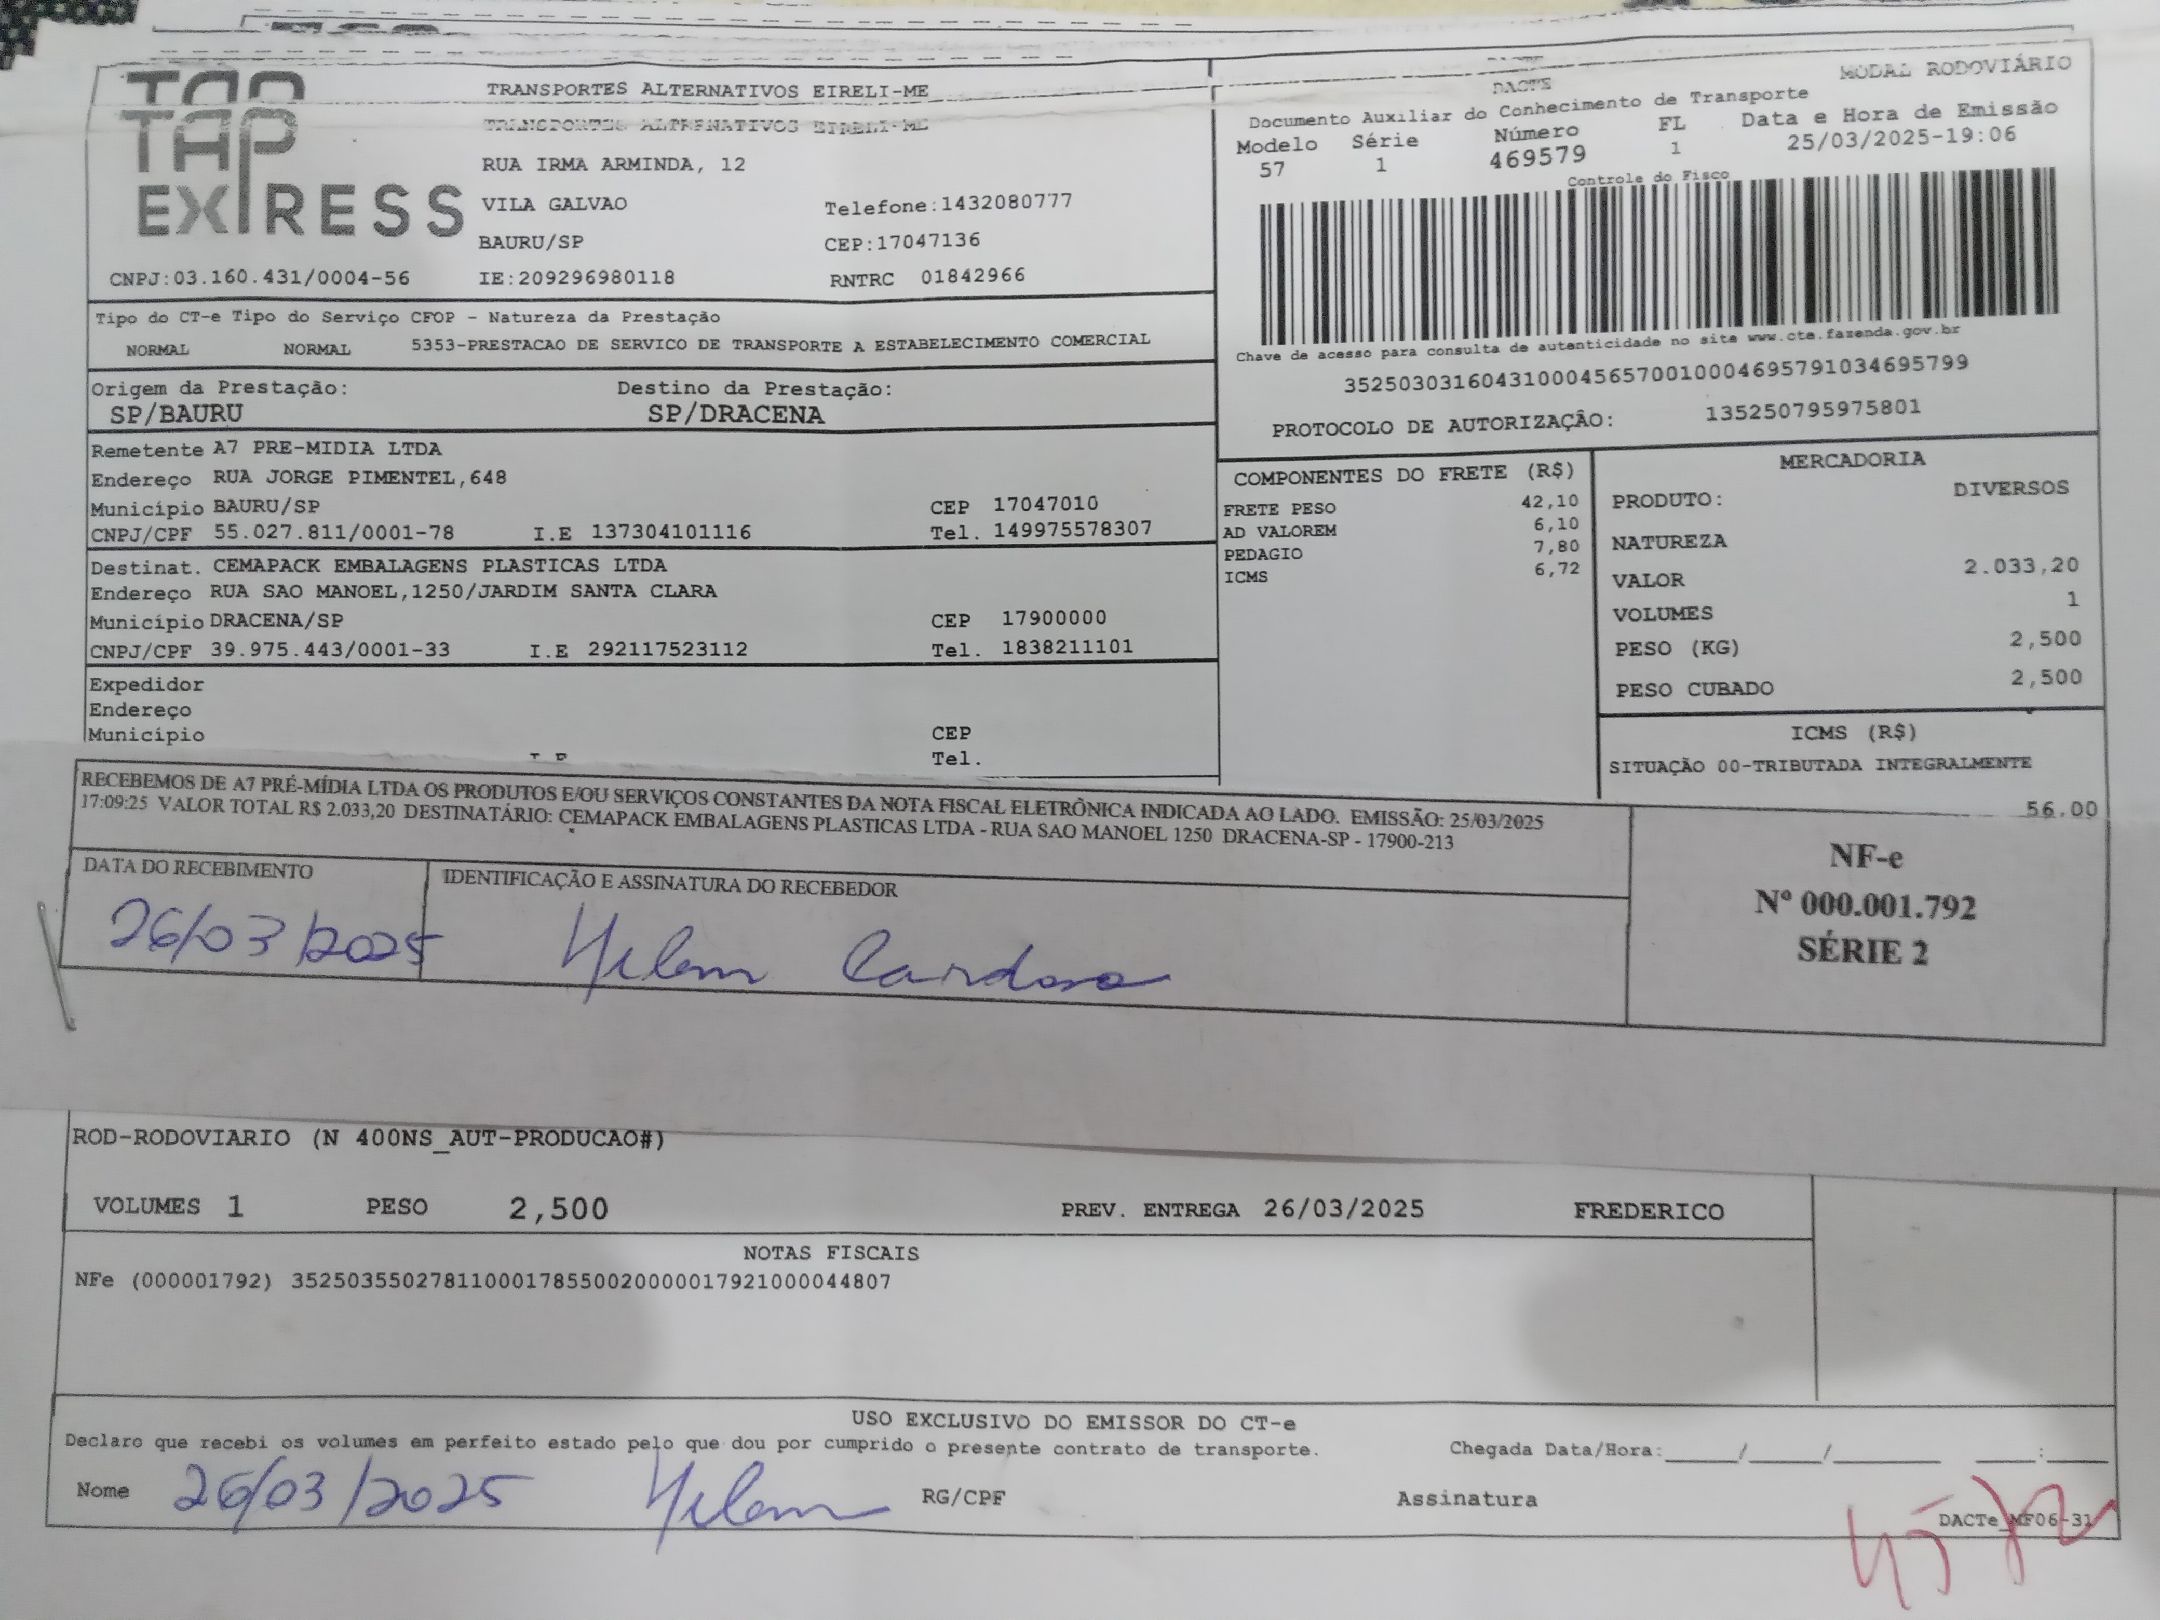 TAP
TAP EXPRESS
TRANSPORTES ALTERNATIVOS EIRELI-ME
TRANSPORTES ALTERNATIVOS EIRELI-ME
RUA IRMA ARMINDA, 12
VILA GALVAO Telefone:1432080777
BAURU/SP CEP:17047136
CNPJ:03.160.431/0004-56 IE:209296980118 RNTRC 01842966
DACTE
DACTE MODAL RODOVIÁRIO
Documento Auxiliar do Conhecimento de Transporte
Modelo Série Número FL Data e Hora de Emissão
57 1 469579 1 25/03/2025-19:06
Controle do Fisco
Chave de acesso para consulta de autenticidade no site www.cte.fazenda.gov.br
35250303160431000456570010004695791034695799
PROTOCOLO DE AUTORIZAÇÃO: 135250795975801
Tipo do CT-e Tipo do Serviço CFOP - Natureza da Prestação
NORMAL NORMAL 5353-PRESTACAO DE SERVICO DE TRANSPORTE A ESTABELECIMENTO COMERCIAL
Origem da Prestação: Destino da Prestação:
SP/BAURU SP/DRACENA
Remetente A7 PRE-MIDIA LTDA
Endereço RUA JORGE PIMENTEL,648
Município BAURU/SP CEP 17047010
CNPJ/CPF 55.027.811/0001-78 I.E 137304101116 Tel. 149975578307
Destinat. CEMAPACK EMBALAGENS PLASTICAS LTDA
Endereço RUA SAO MANOEL,1250/JARDIM SANTA CLARA
Município DRACENA/SP CEP 17900000
CNPJ/CPF 39.975.443/0001-33 I.E 292117523112 Tel. 1838211101
Expedidor
Endereço
Município CEP
Tel.
COMPONENTES DO FRETE (R$)
FRETE PESO 42,10
AD VALOREM 6,10
PEDAGIO 7,80
ICMS 6,72
MERCADORIA
PRODUTO: DIVERSOS
NATUREZA
VALOR 2.033,20
VOLUMES 1
PESO (KG) 2,500
PESO CUBADO 2,500
ICMS (R$)
SITUAÇÃO 00-TRIBUTADA INTEGRALMENTE
56.00
RECEBEMOS DE A7 PRÉ-MÍDIA LTDA OS PRODUTOS E/OU SERVIÇOS CONSTANTES DA NOTA FISCAL ELETRÔNICA INDICADA AO LADO. EMISSÃO: 25/03/2025
17:09:25 VALOR TOTAL R$ 2.033,20 DESTINATÁRIO: CEMAPACK EMBALAGENS PLASTICAS LTDA - RUA SAO MANOEL 1250 DRACENA-SP - 17900-213
DATA DO RECEBIMENTO IDENTIFICAÇÃO E ASSINATURA DO RECEBEDOR
26/03/2025 Helem Cardoso
NF-e
Nº 000.001.792
SÉRIE 2
ROD-RODOVIARIO (N 400NS_AUT-PRODUCAO#)
VOLUMES 1 PESO 2,500 PREV. ENTREGA 26/03/2025 FREDERICO
NOTAS FISCAIS
NFe (000001792) 35250355027811000178550020000017921000044807
USO EXCLUSIVO DO EMISSOR DO CT-e
Declaro que recebi os volumes em perfeito estado pelo que dou por cumprido o presente contrato de transporte. Chegada Data/Hora:_____/_____/_______ ____:____
Nome 26/03/2025 Helem RG/CPF Assinatura
DACTe_MF06-31